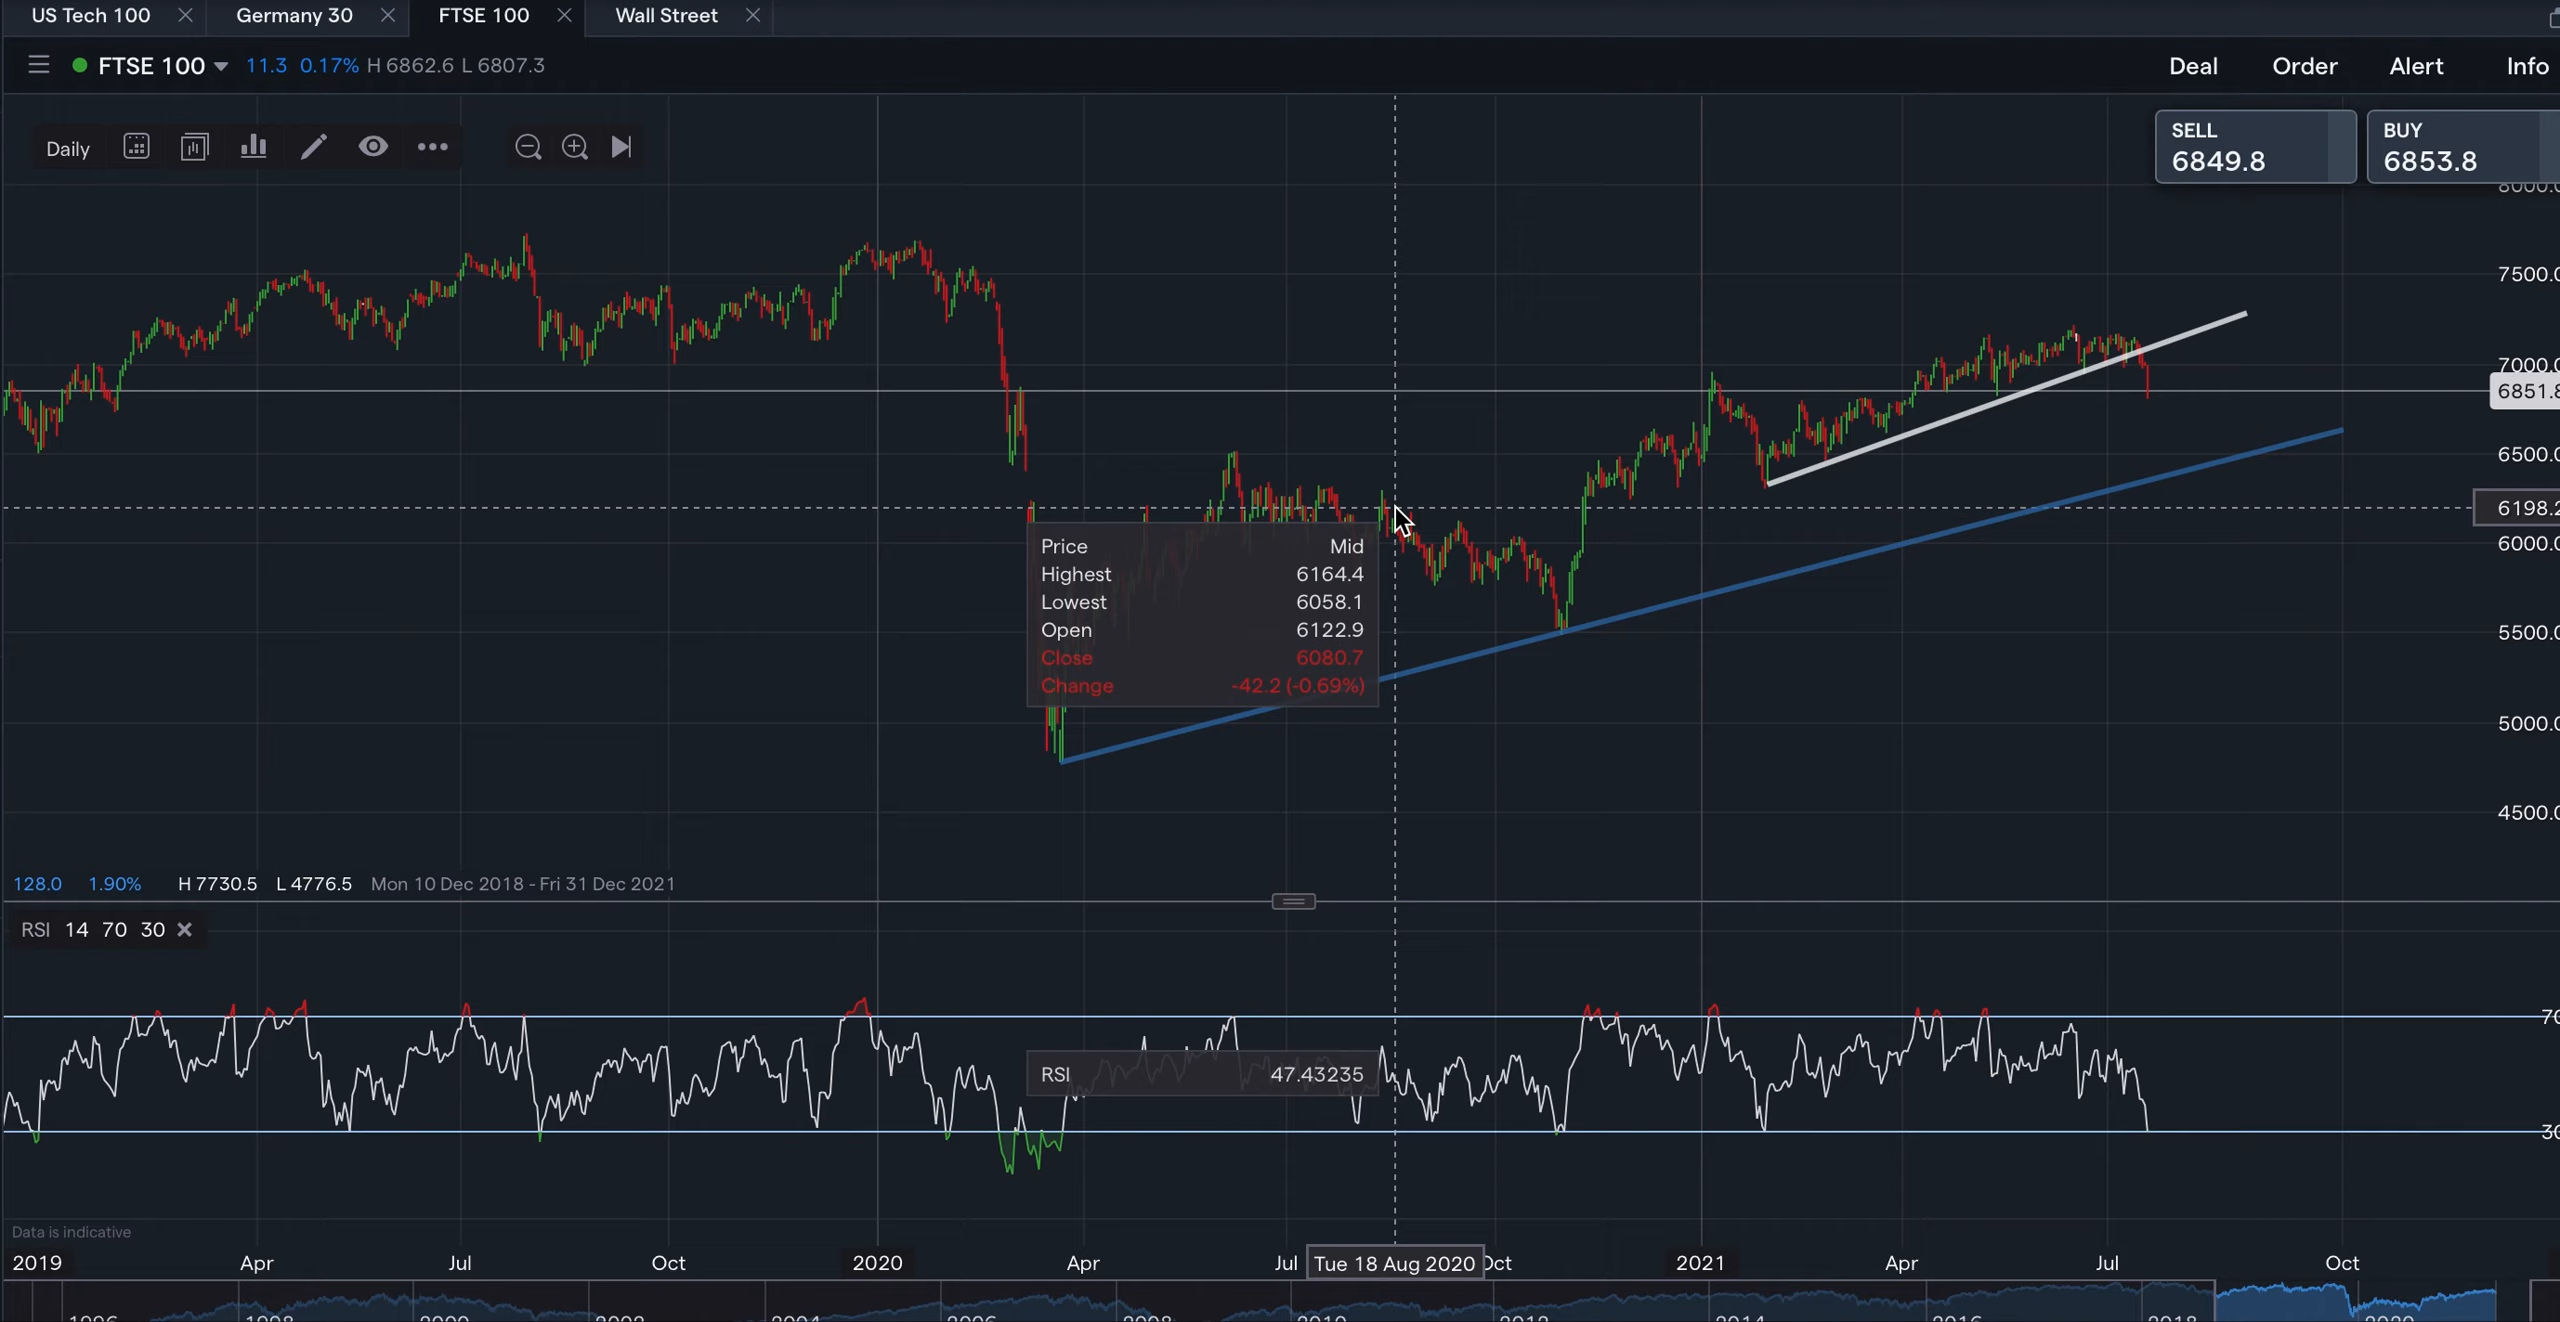 US Tech 100 Germany 30 FTSE 100 Wall Street
FTSE 100 11.3 0.17% H 6862.6 L 6807.3 Deal Order Alert Info
Daily
SELL
6849.8
BUY
6853.8
7500.0
7000.0
6851.8
6500.0
6198.2
6000.0
5500.0
5000.0
4500.0
Price Mid
Highest 6164.4
Lowest 6058.1
Open 6122.9
Close 6080.7
Change -42.2 (-0.69%)
128.0 1.90% H 7730.5 L 4776.5 Mon 10 Dec 2018 - Fri 31 Dec 2021
RSI 14 70 30
70
RSI 47.43235
30
Data is indicative
2019 Apr Jul Oct 2020 Apr Jul Tue 18 Aug 2020 Oct 2021 Apr Jul Oct